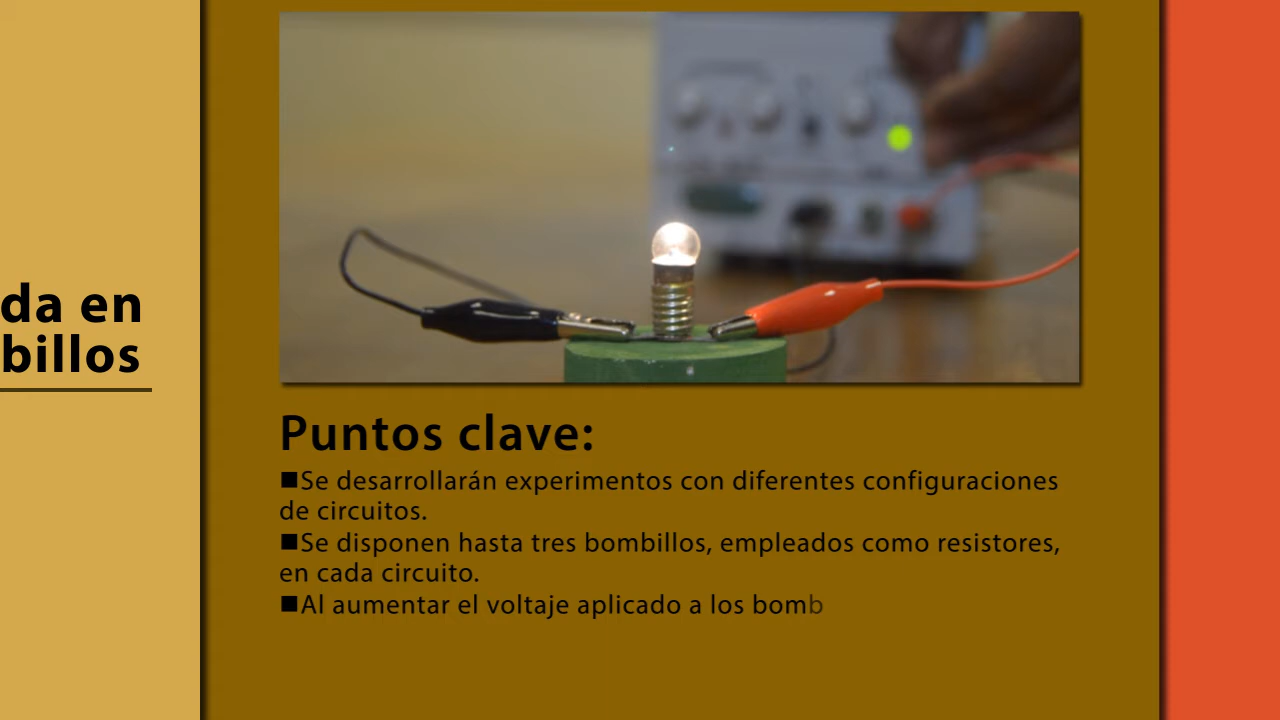 da en
billos
Puntos clave:
■Se desarrollarán experimentos con diferentes configuraciones
de circuitos.
■Se disponen hasta tres bombillos, empleados como resistores,
en cada circuito.
■Al aumentar el voltaje aplicado a los bomb